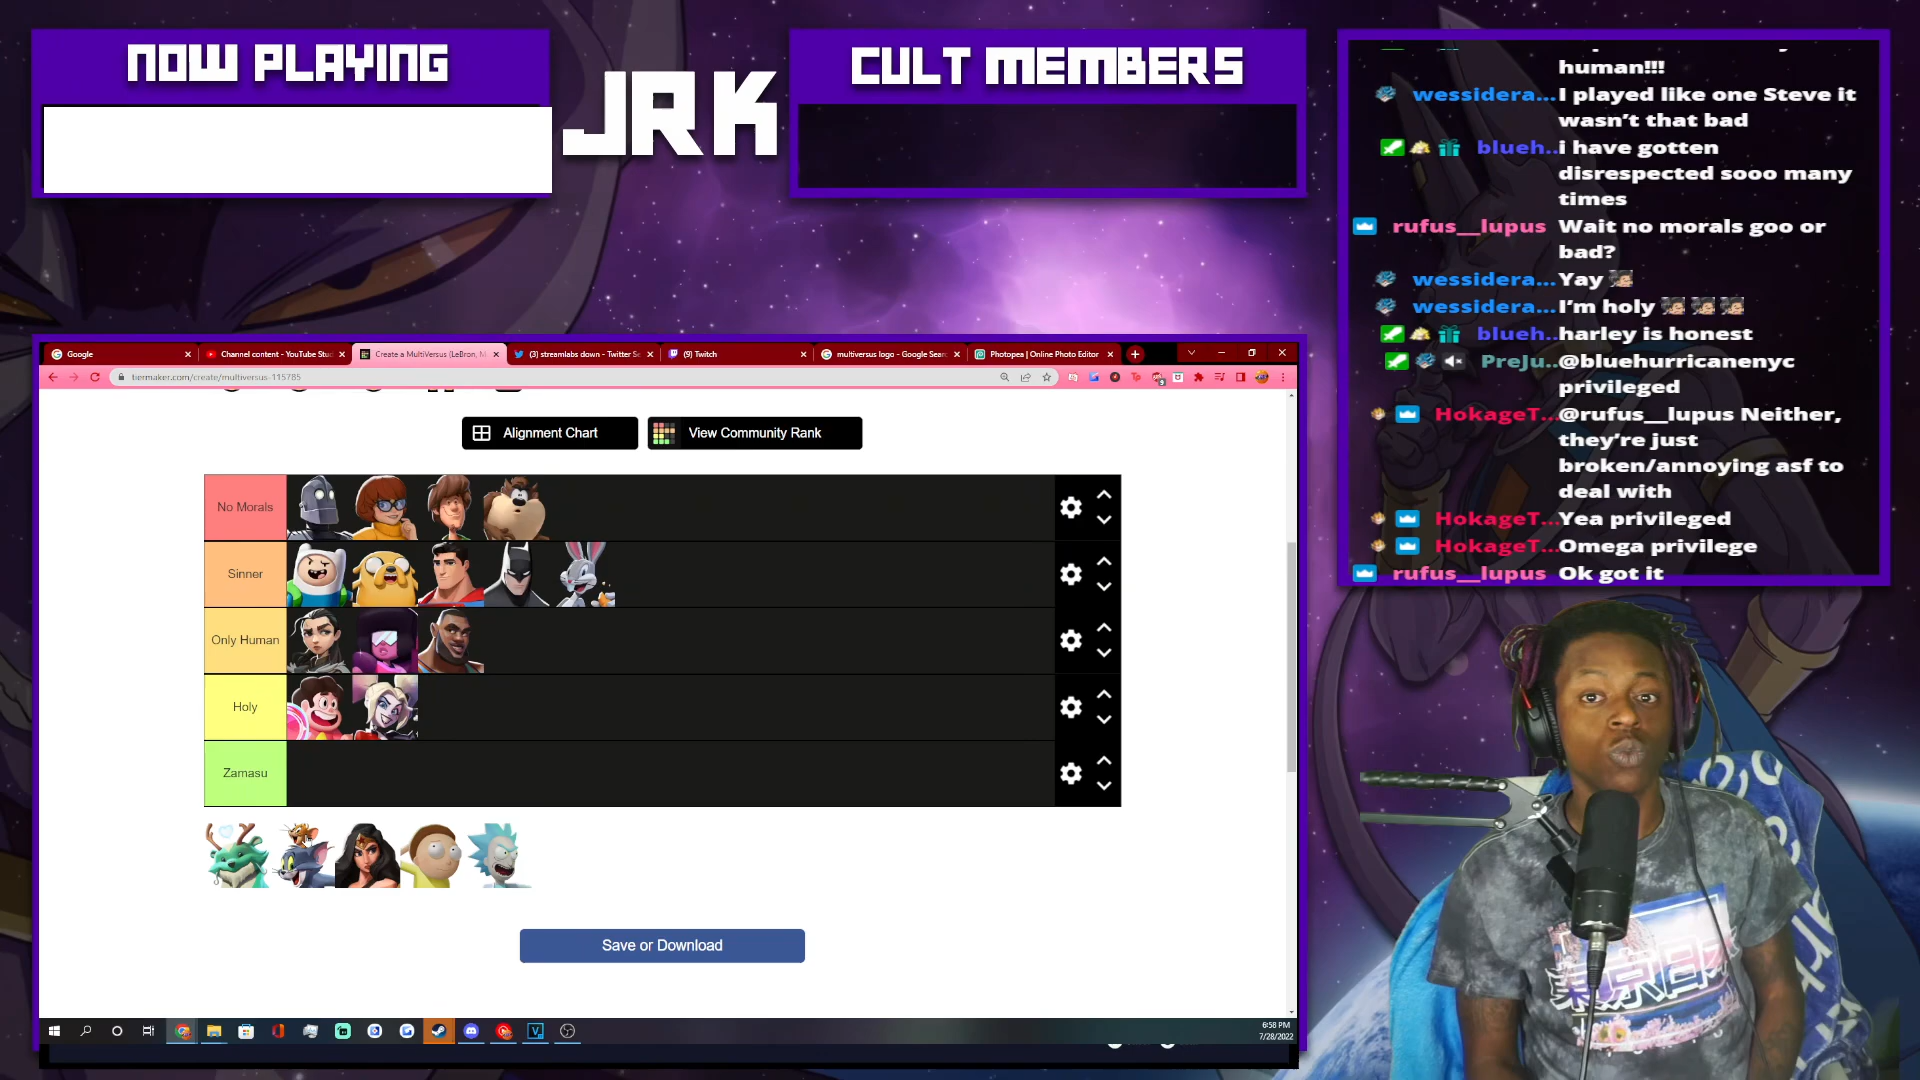 NOW PLAYING
JRK
CULT MEMBERS
human!!!
wessidera... I played like one Steve it
wasn't that bad
blueh.. i have gotten
disrespected sooo many
times
rufus__lupus Wait no morals goo or
bad?
wessidera... Yay
wessidera... I'm holy
blueh.. harley is honest
PreJu.. @bluehurricanenyc
privileged
HokageT... @rufus__lupus Neither,
they're just
broken/annoying asf to
deal with
HokageT... Yea privileged
HokageT... Omega privilege
rufus__lupus Ok got it
Google
Channel content - YouTube Stud
Create a MultiVersus (LeBron, M
(3) streamlabs down - Twitter Se
(9) Twitch
multiversus logo - Google Searc
Photopea | Online Photo Editor
tiermaker.com/create/multiversus-115785
Alignment Chart
View Community Rank
No Morals
Sinner
Only Human
Holy
Zamasu
Save or Download
6:58 PM
7/28/2022
東京日